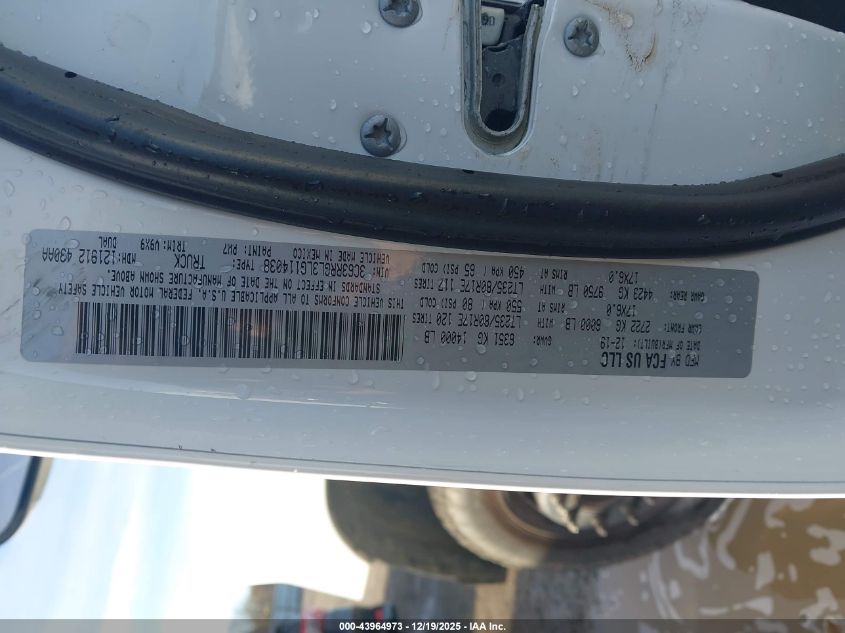 MFD BY FCA US LLC
DATE OF MFR(BUILT): 12-19 GVWR: 6351 KG 14000 LB
GAWR FRONT: 2722 KG 6000 LB WITH LT235/80R17E 120 TIRES
17X6.0 RIMS AT 550 KPA / 80 PSI COLD
GAWR REAR: 4423 KG 9750 LB WITH LT235/80R17E 117 TIRES
17X6.0 RIMS AT 450 KPA / 65 PSI COLD
THIS VEHICLE CONFORMS TO ALL APPLICABLE U.S.A. FEDERAL MOTOR VEHICLE SAFETY
STANDARDS IN EFFECT ON THE DATE OF MANUFACTURE SHOWN ABOVE.
VIN: 3C63RR8L3LG114039 TYPE: TRUCK MDH: 121912 430AA
DUAL
VEHICLE MADE IN MEXICO PAINT: PW7 TRIM: V9X9
000-43964973 - 12/19/2025 - IAA Inc.